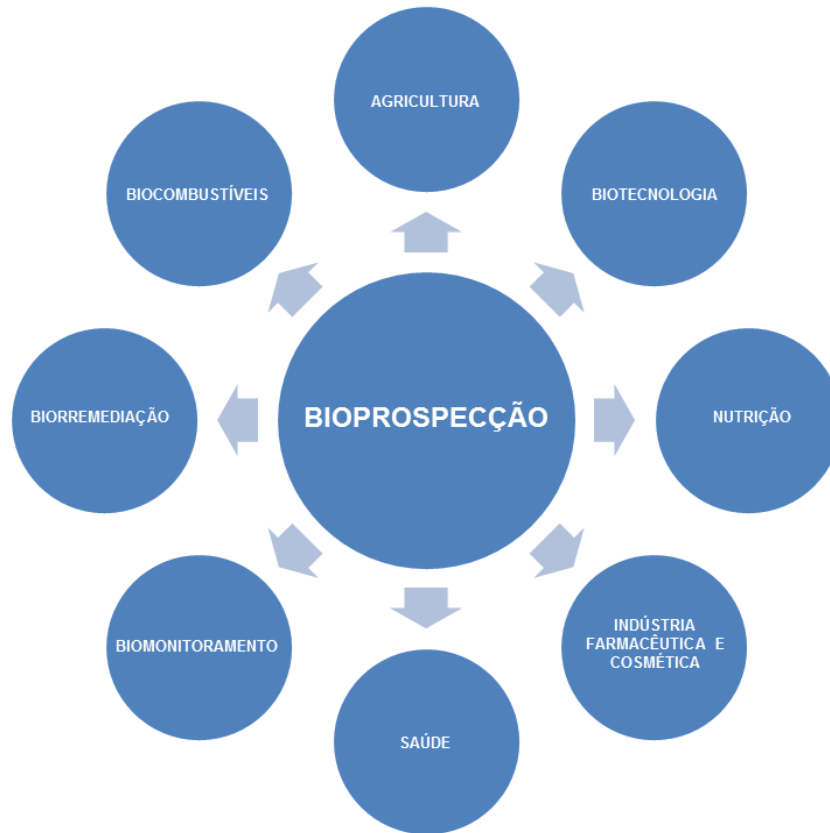 AGRICULTURA
BIOCOMBUSTÍVEIS
BIOTECNOLOGIA
BIORREMEDIAÇÃO
BIOPROSPECÇÃO
NUTRIÇÃO
BIOMONITORAMENTO
INDÚSTRIA
FARMACÊUTICA E
COSMÉTICA
SAÚDE